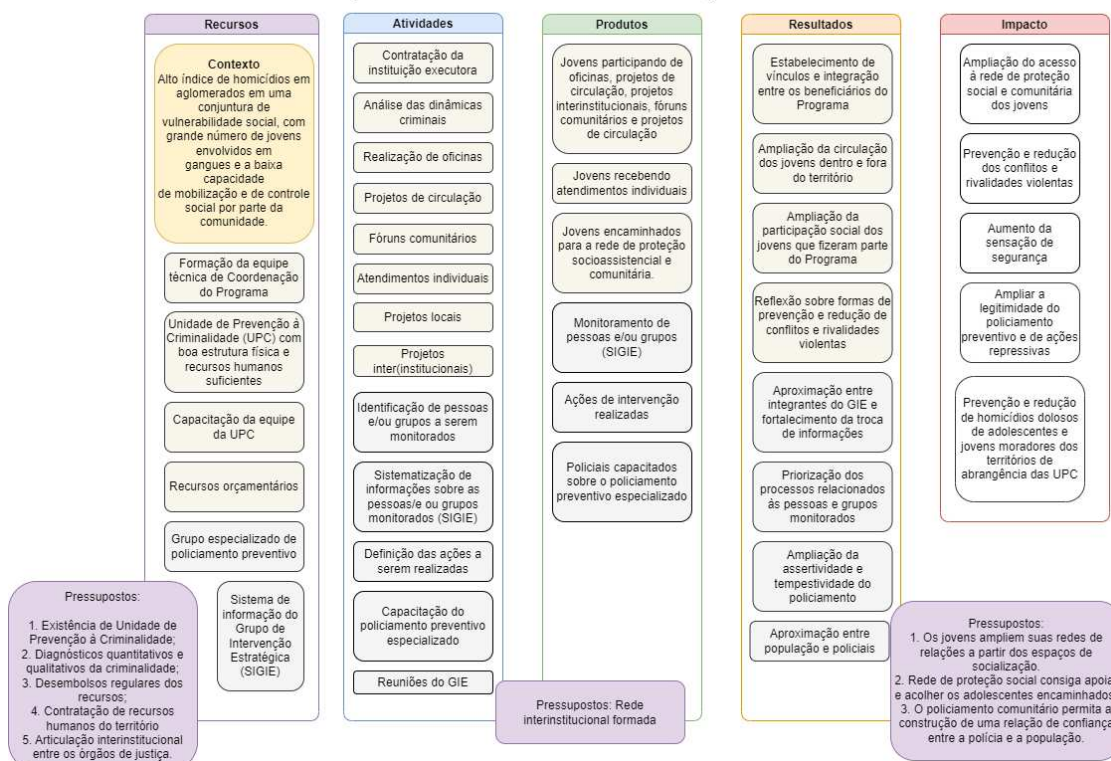 Recursos
Contexto
Alto índice de homicídios em
aglomerados em uma
conjuntura de
vulnerabilidade social, com
grande número de jovens
envolvidos em
gangues e a baixa
capacidade
de mobilização e de controle
social por parte da
comunidade.
Formação da equipe
técnica de Coordenação
do Programa
Unidade de Prevenção à
Criminalidade (UPC) com
boa estrutura física e
recursos humanos
suficientes
Capacitação da equipe
da UPC
Recursos orçamentários
Grupo especializado de
policiamento preventivo
Sistema de
informação do
Grupo de
Intervenção
Estratégica
(SIGIE)
Pressupostos:
1. Existência de Unidade de
Prevenção à Criminalidade;
2. Diagnósticos quantitativos e
qualitativos da criminalidade;
3. Desembolsos regulares dos
recursos;
4. Contratação de recursos
humanos do território
5. Articulação interinstitucional
entre os órgãos de justiça.
Atividades
Contratação da
instituição executora
Análise das dinâmicas
criminais
Realização de oficinas
Projetos de circulação
Fóruns comunitários
Atendimentos individuais
Projetos locais
Projetos
inter(institucionais)
Identificação de pessoas
e/ou grupos a serem
monitorados
Sistematização de
informações sobre as
pessoas/e ou grupos
monitorados (SIGIE)
Definição das ações a
serem realizadas
Capacitação do
policiamento preventivo
especializado
Reuniões do GIE
Produtos
Jovens participando de
oficinas, projetos de
circulação, projetos
interinstitucionais, fóruns
comunitários e projetos
de circulação
Jovens recebendo
atendimentos individuais
Jovens encaminhados
para a rede de proteção
socioassistencial e
comunitária.
Monitoramento de
pessoas e/ou grupos
(SIGIE)
Ações de intervenção
realizadas
Policiais capacitados
sobre o policiamento
preventivo especializado
Pressupostos: Rede
interinstitucional formada
Resultados
Estabelecimento de
vínculos e integração
entre os beneficiários do
Programa
Ampliação da circulação
dos jovens dentro e fora
do território
Ampliação da
participação social dos
jovens que fizeram parte
do Programa
Reflexão sobre formas de
prevenção e redução de
conflitos e rivalidades
violentas
Aproximação entre
integrantes do GIE e
fortalecimento da troca
de informações
Priorização dos
processos relacionados
às pessoas e grupos
monitorados
Ampliação da
assertividade e
tempestividade do
policiamento
Aproximação entre
população e policiais
Impacto
Ampliação do acesso
à rede de proteção
social e comunitária
dos jovens
Prevenção e redução
dos conflitos e
rivalidades violentas
Aumento da
sensação de
segurança
Ampliar a
legitimidade do
policiamento
preventivo e de ações
repressivas
Prevenção e redução
de homicídios dolosos
de adolescentes e
jovens moradores dos
territórios de
abrangência das UPC
Pressupostos:
1. Os jovens ampliem suas redes de
relações a partir dos espaços de
socialização.
2. Rede de proteção social consiga apoia
e acolher os adolescentes encaminhados
3. O policiamento comunitário permita a
construção de uma relação de confiança
entre a polícia e a população.